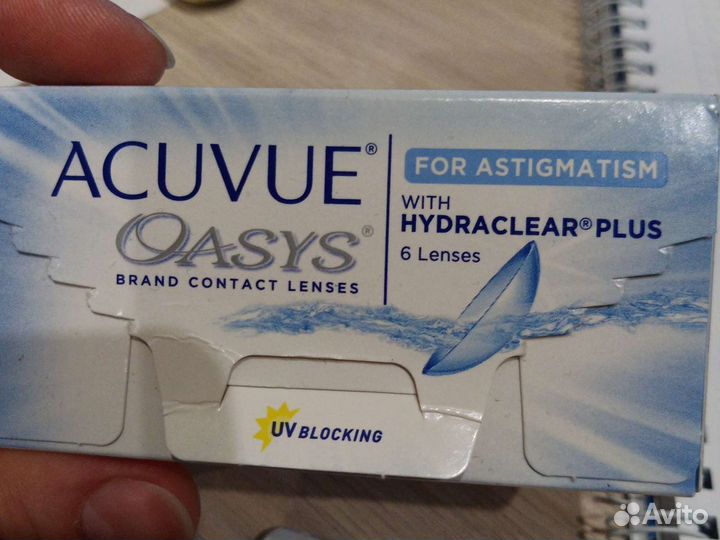 ACUVUE®
OASYS®
BRAND CONTACT LENSES
FOR ASTIGMATISM
WITH
HYDRACLEAR® PLUS
6 Lenses
UV BLOCKING
Avito